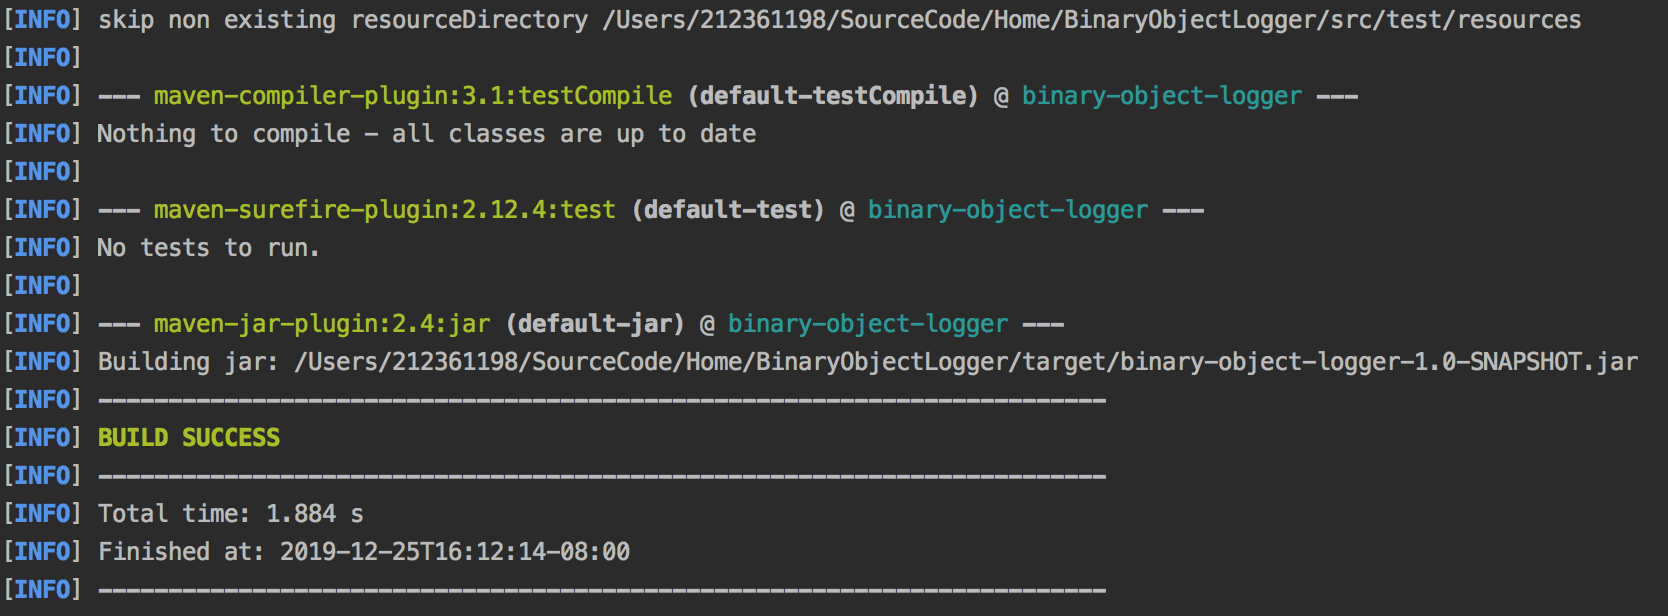 [INFO] skip non existing resourceDirectory /Users/212361198/SourceCode/Home/BinaryObjectLogger/src/test/resources
[INFO]
[INFO] --- maven-compiler-plugin:3.1:testCompile (default-testCompile) @ binary-object-logger ---
[INFO] Nothing to compile - all classes are up to date
[INFO]
[INFO] --- maven-surefire-plugin:2.12.4:test (default-test) @ binary-object-logger ---
[INFO] No tests to run.
[INFO]
[INFO] --- maven-jar-plugin:2.4:jar (default-jar) @ binary-object-logger ---
[INFO] Building jar: /Users/212361198/SourceCode/Home/BinaryObjectLogger/target/binary-object-logger-1.0-SNAPSHOT.jar
[INFO] ------------------------------------------------------------------------
[INFO] BUILD SUCCESS
[INFO] ------------------------------------------------------------------------
[INFO] Total time: 1.884 s
[INFO] Finished at: 2019-12-25T16:12:14-08:00
[INFO] ------------------------------------------------------------------------